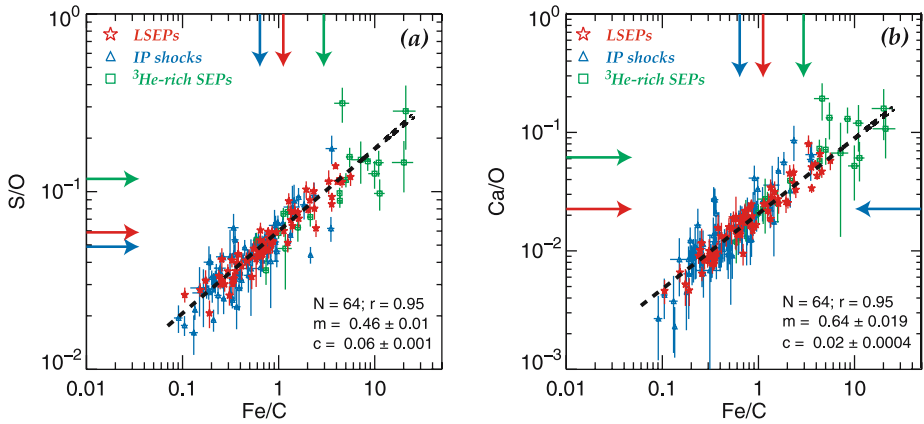 (a)
LSEPs
IP shocks
³He-rich SEPs
S/O
10⁰
10⁻¹
10⁻²
N = 64; r = 0.95
m = 0.46 ± 0.01
c = 0.06 ± 0.001
0.01 0.1 1 10
Fe/C
(b)
LSEPs
IP shocks
³He-rich SEPs
Ca/O
10⁰
10⁻¹
10⁻²
10⁻³
N = 64; r = 0.95
m = 0.64 ± 0.019
c = 0.02 ± 0.0004
0.01 0.1 1 10
Fe/C